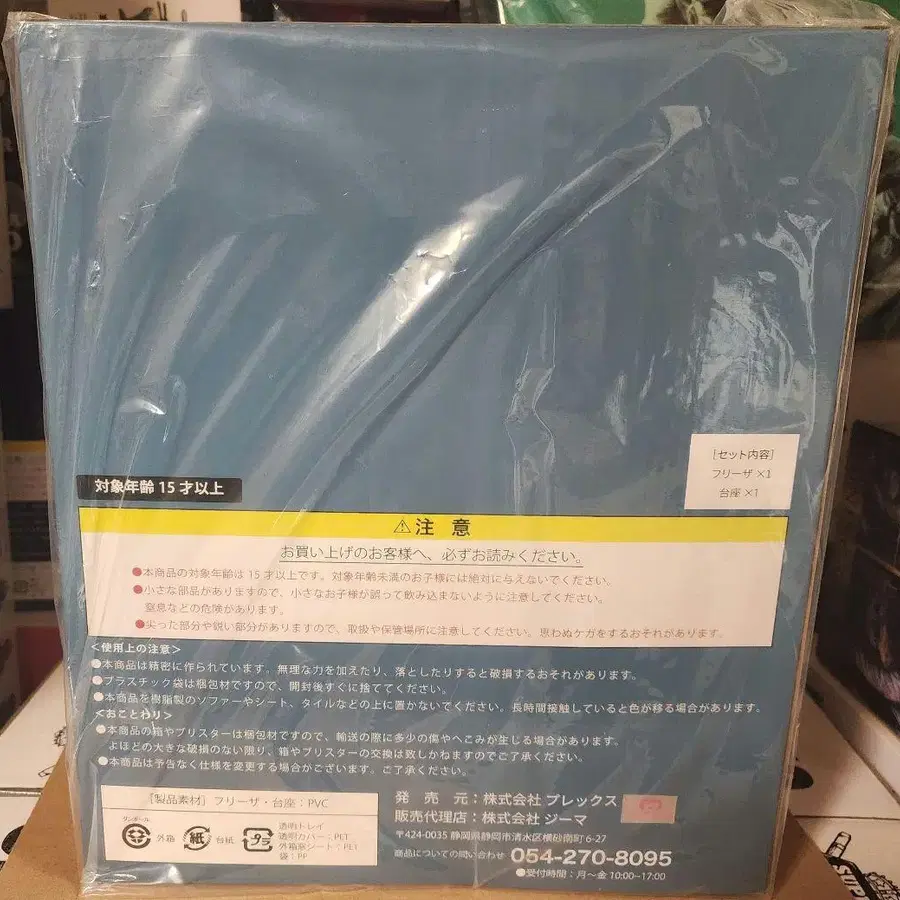 ［セット内容］
フリーザ ×1
台座 ×1
対象年齢 15 才以上
⚠注 意
お買い上げのお客様へ、必ずお読みください。
●本商品の対象年齢は 15 才以上です。対象年齢未満のお子様には絶対に与えないでください。
●小さな部品がありますので、小さなお子様が誤って飲み込まないように注意してください。
窒息などの危険があります。
●尖った部分や鋭い部分がありますので、取扱や保管場所に注意してください。思わぬケガをするおそれがあります。
＜使用上の注意＞
●本商品は精密に作られています。無理な力を加えたり、落としたりすると破損するおそれがあります。
●プラスチック袋は梱包材ですので、開封後すぐに捨ててください。
●本商品を樹脂製のソファーやシート、タイルなどの上に置かないでください。長時間接触していると色が移る場合があります。
＜おことわり＞
●本商品の箱やブリスターは梱包材ですので、輸送の際に多少の傷やへこみが生じる場合があります。
よほどの大きな破損のない限り、箱やブリスターの交換は致しかねますのでご了承ください。
●本商品は予告なく仕様を変更する場合がございます。ご了承ください。
［製品素材］フリーザ・台座：PVC
ダンボール
外箱
紙
台紙
プラ
透明トレイ
透明カバー：PET
外箱窓シート：PET
袋：PP
発 売 元：株式会社 プレックス
販売代理店：株式会社 ジーマ
〒424-0035 静岡県静岡市清水区横砂南町 6-27
商品についての問い合わせ 054-270-8095
●受付時間：月～金 10:00~17:00